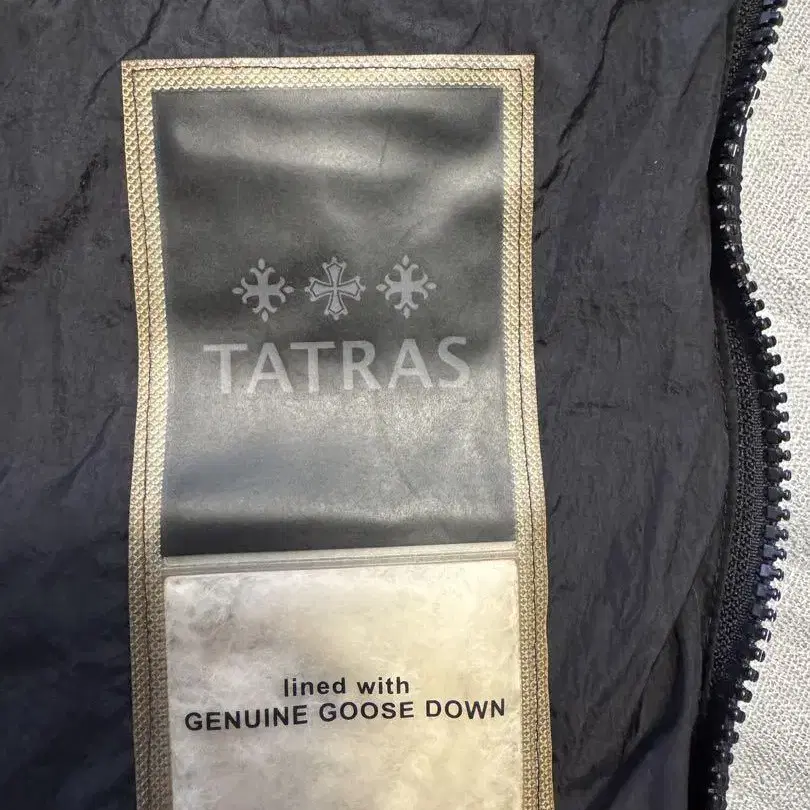 TATRAS
lined with
GENUINE GOOSE DOWN